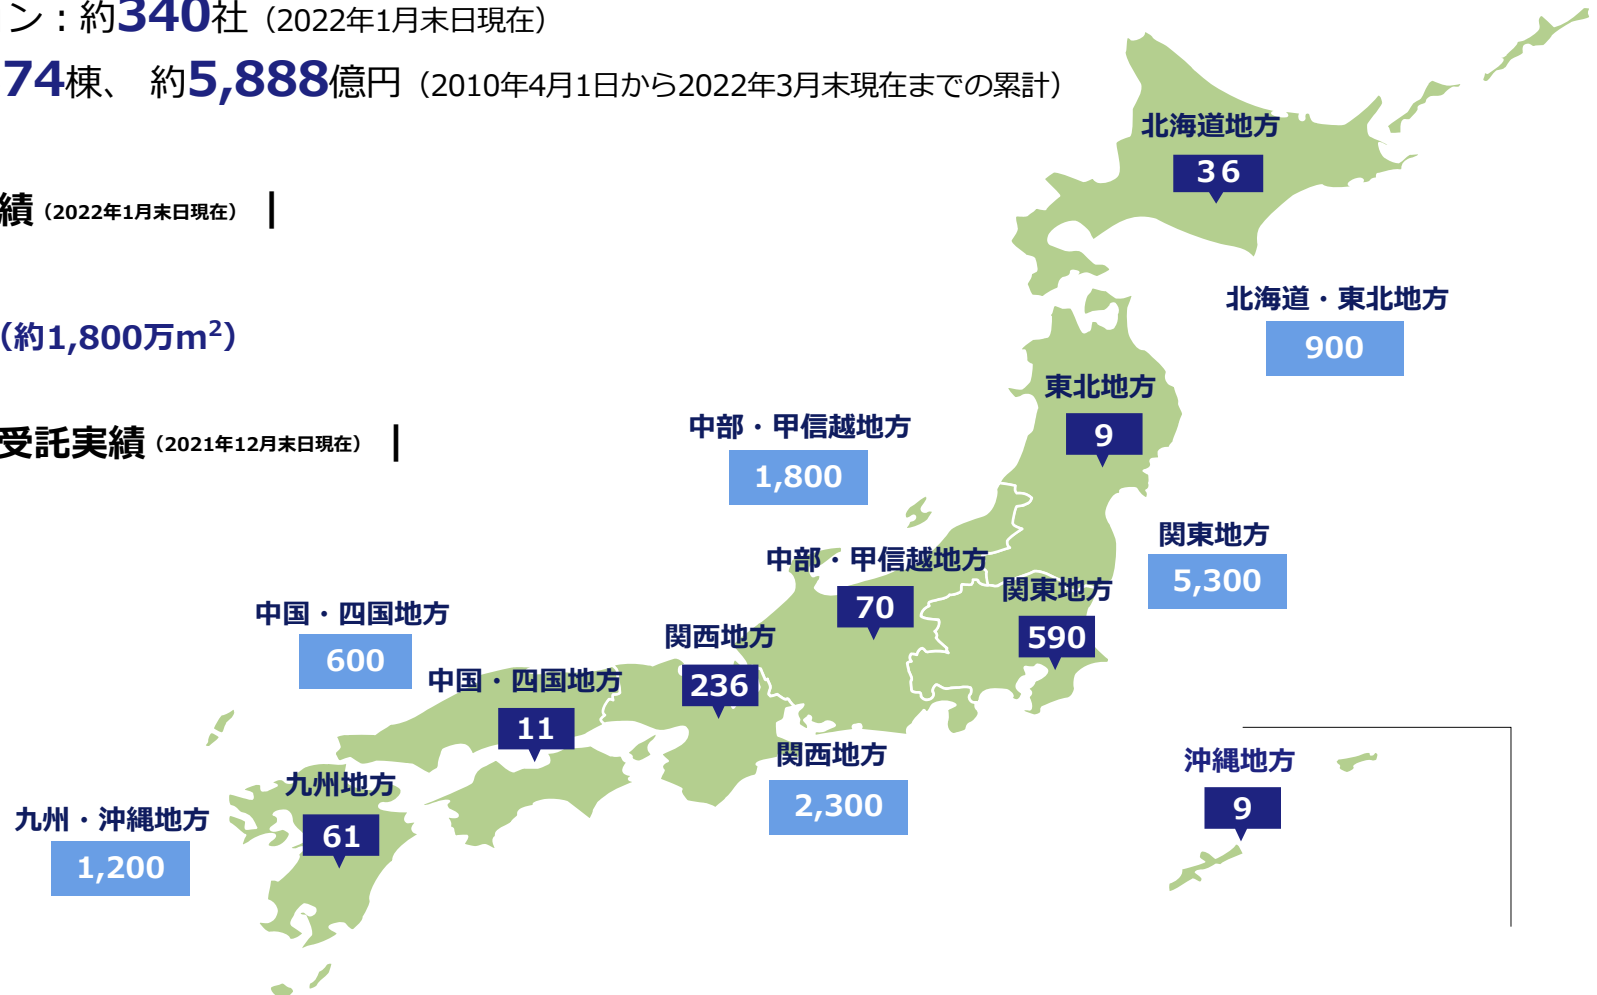 ン：約340社（2022年1月末日現在）
74棟、 約5,888億円（2010年4月1日から2022年3月末現在までの累計）
績（2022年1月末日現在）
（約1,800万m²）
受託実績（2021年12月末日現在）
北海道地方
36
北海道・東北地方
900
東北地方
9
中部・甲信越地方
1,800
関東地方
5,300
中部・甲信越地方
70
関東地方
590
中国・四国地方
600
関西地方
236
中国・四国地方
11
関西地方
2,300
沖縄地方
9
九州地方
61
九州・沖縄地方
1,200